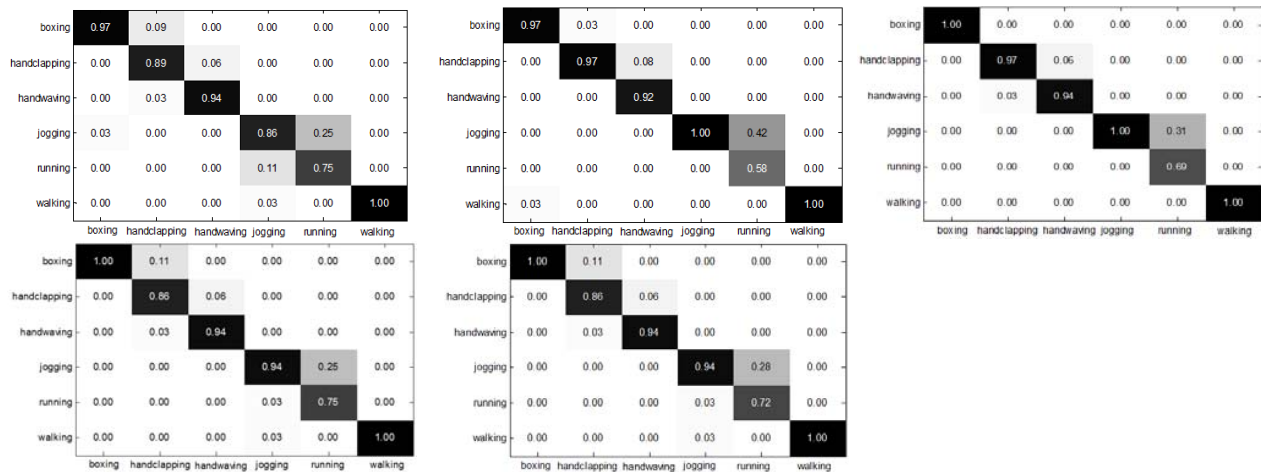 boxing 0.97 0.09 0.00 0.00 0.00 0.00
handclapping 0.00 0.89 0.06 0.00 0.00 0.00
handwaving 0.00 0.03 0.94 0.00 0.00 0.00
jogging 0.03 0.00 0.00 0.86 0.25 0.00
running 0.00 0.00 0.00 0.11 0.75 0.00
walking 0.00 0.00 0.00 0.03 0.00 1.00
boxing handclapping handwaving jogging running walking
boxing 0.97 0.03 0.00 0.00 0.00 0.00
handclapping 0.00 0.97 0.08 0.00 0.00 0.00
handwaving 0.00 0.00 0.92 0.00 0.00 0.00
jogging 0.00 0.00 0.00 1.00 0.42 0.00
running 0.00 0.00 0.00 0.00 0.58 0.00
walking 0.03 0.00 0.00 0.00 0.00 1.00
boxing handclapping handwaving jogging running walking
boxing 1.00 0.00 0.00 0.00 0.00 0.00
handclapping 0.00 0.97 0.06 0.00 0.00 0.00
handwaving 0.00 0.03 0.94 0.00 0.00 0.00
jogging 0.00 0.00 0.00 1.00 0.31 0.00
running 0.00 0.00 0.00 0.00 0.69 0.00
walking 0.00 0.00 0.00 0.00 0.00 1.00
boxing handclapping handwaving jogging running walking
boxing 1.00 0.11 0.00 0.00 0.00 0.00
handclapping 0.00 0.86 0.06 0.00 0.00 0.00
handwaving 0.00 0.03 0.94 0.00 0.00 0.00
jogging 0.00 0.00 0.00 0.94 0.25 0.00
running 0.00 0.00 0.00 0.03 0.75 0.00
walking 0.00 0.00 0.00 0.03 0.00 1.00
boxing handclapping handwaving jogging running walking
boxing 1.00 0.11 0.00 0.00 0.00 0.00
handclapping 0.00 0.86 0.06 0.00 0.00 0.00
handwaving 0.00 0.03 0.94 0.00 0.00 0.00
jogging 0.00 0.00 0.00 0.94 0.28 0.00
running 0.00 0.00 0.00 0.03 0.72 0.00
walking 0.00 0.00 0.00 0.03 0.00 1.00
boxing handclapping handwaving jogging running walking